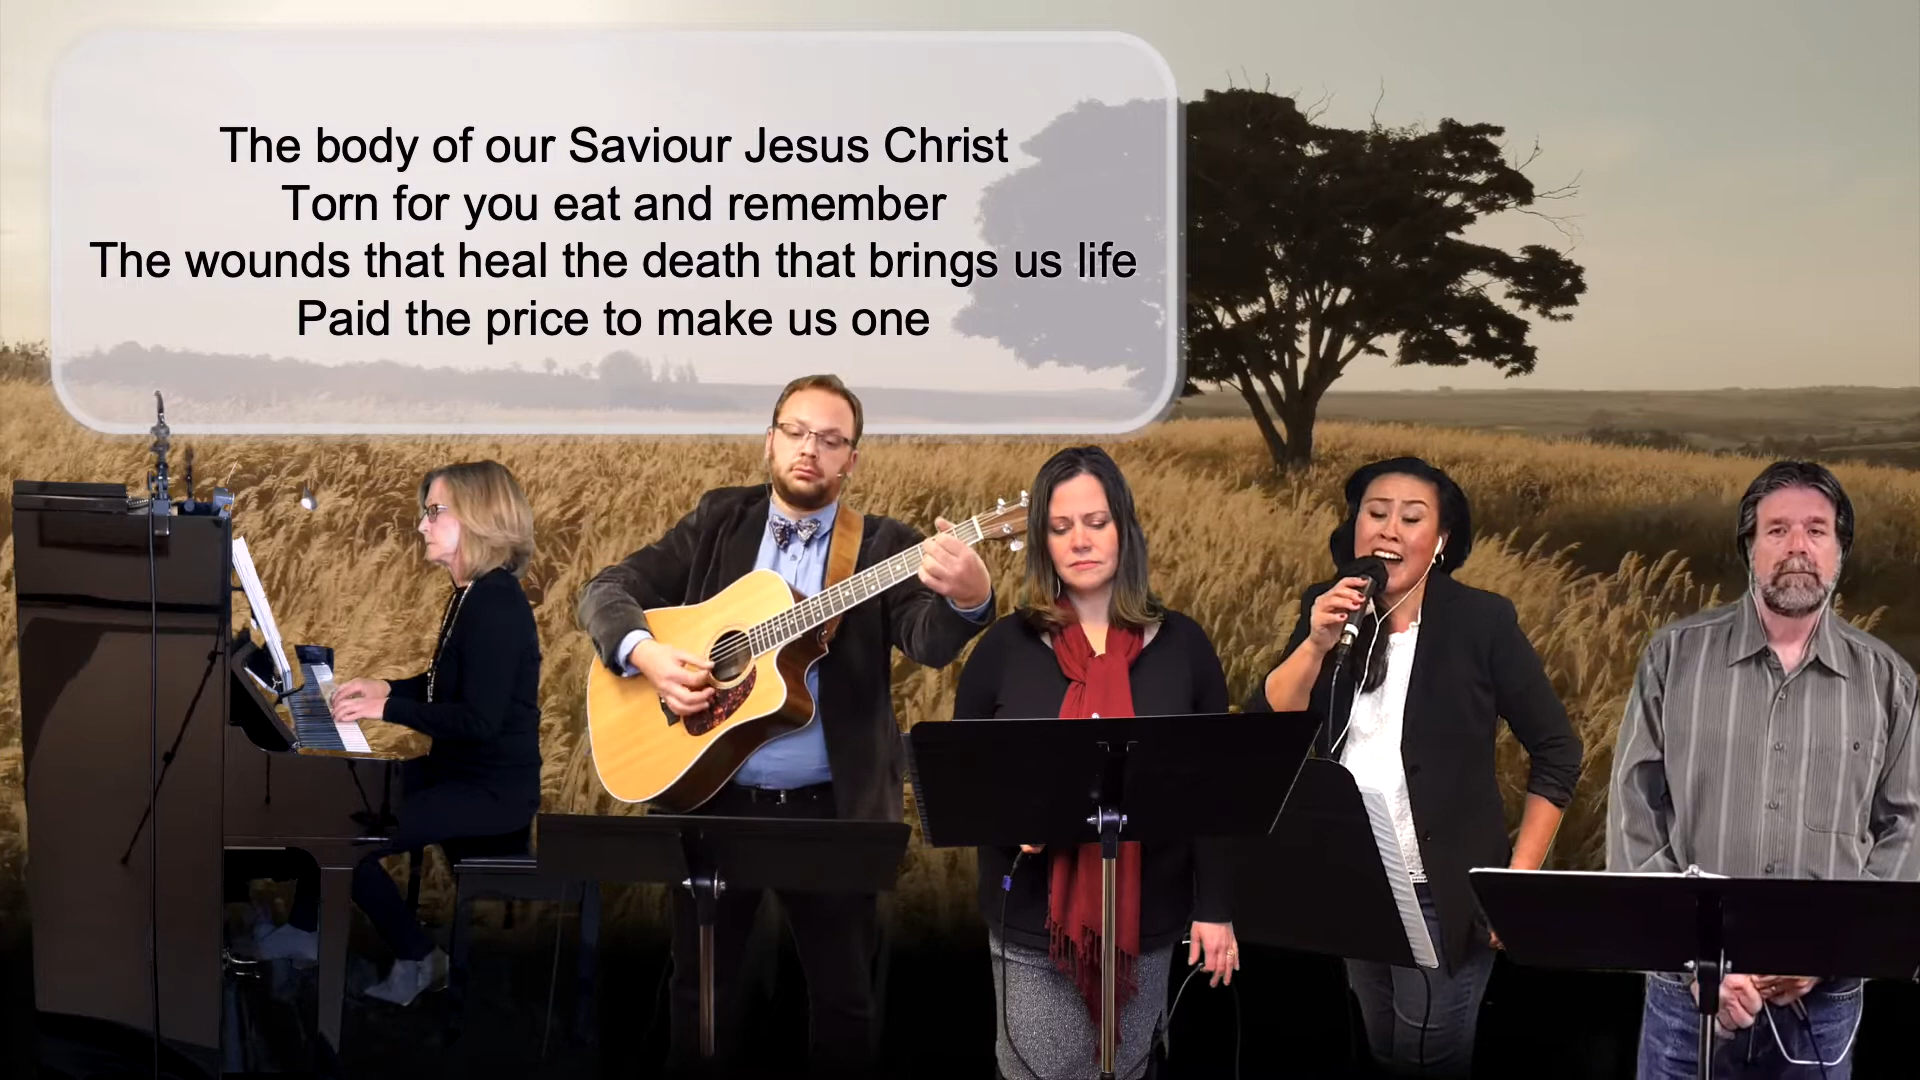 The body of our Saviour Jesus Christ
Torn for you eat and remember
The wounds that heal the death that brings us life
Paid the price to make us one